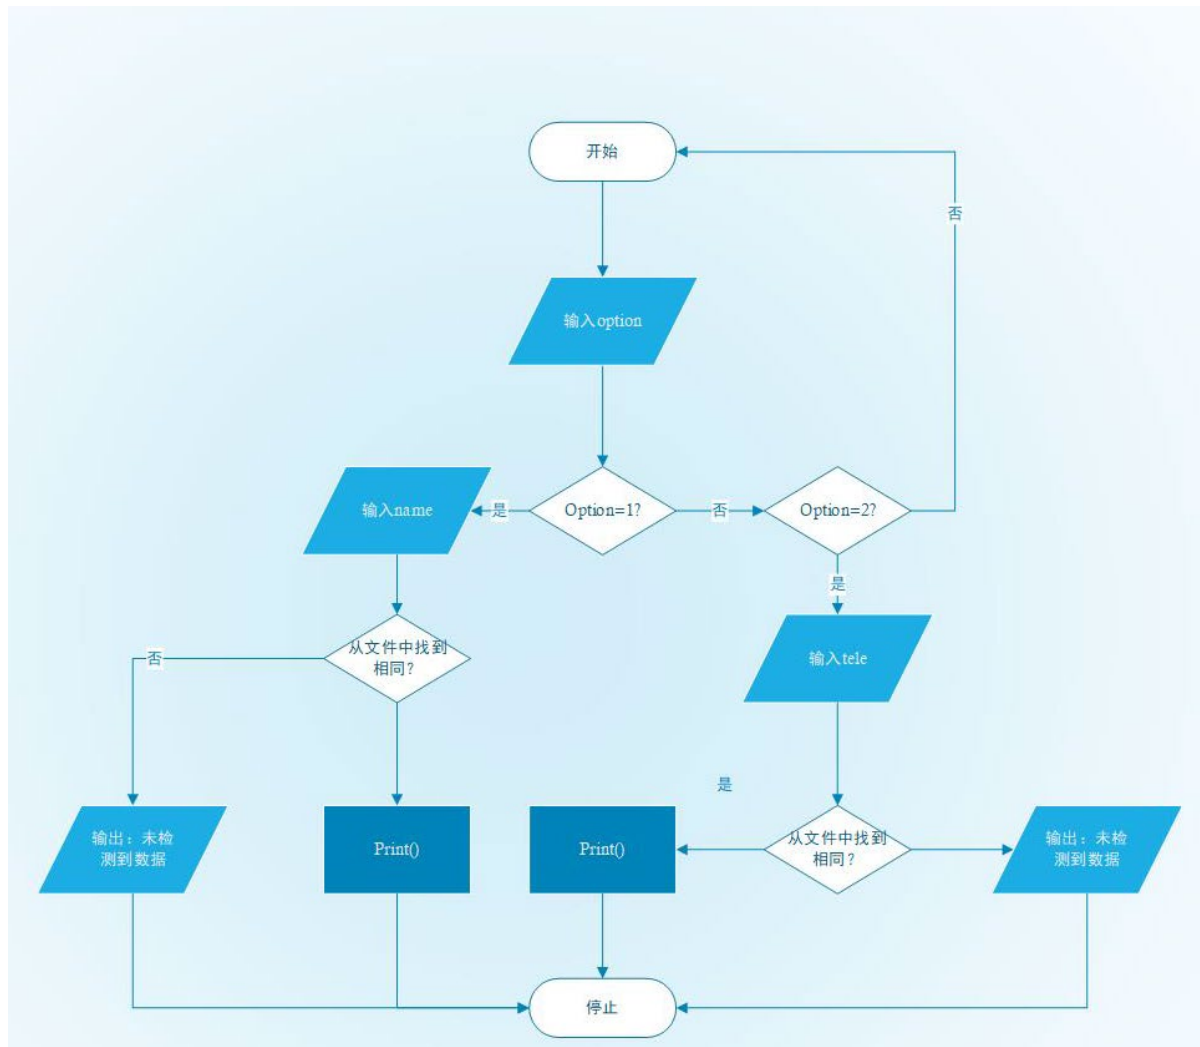 开始
否
输入option
输入name
是
Option=1?
否
Option=2?
是
从文件中找到
相同?
否
输入tele
是
输出：未检
测到数据
Print()
Print()
从文件中找到
相同?
输出：未检
测到数据
停止